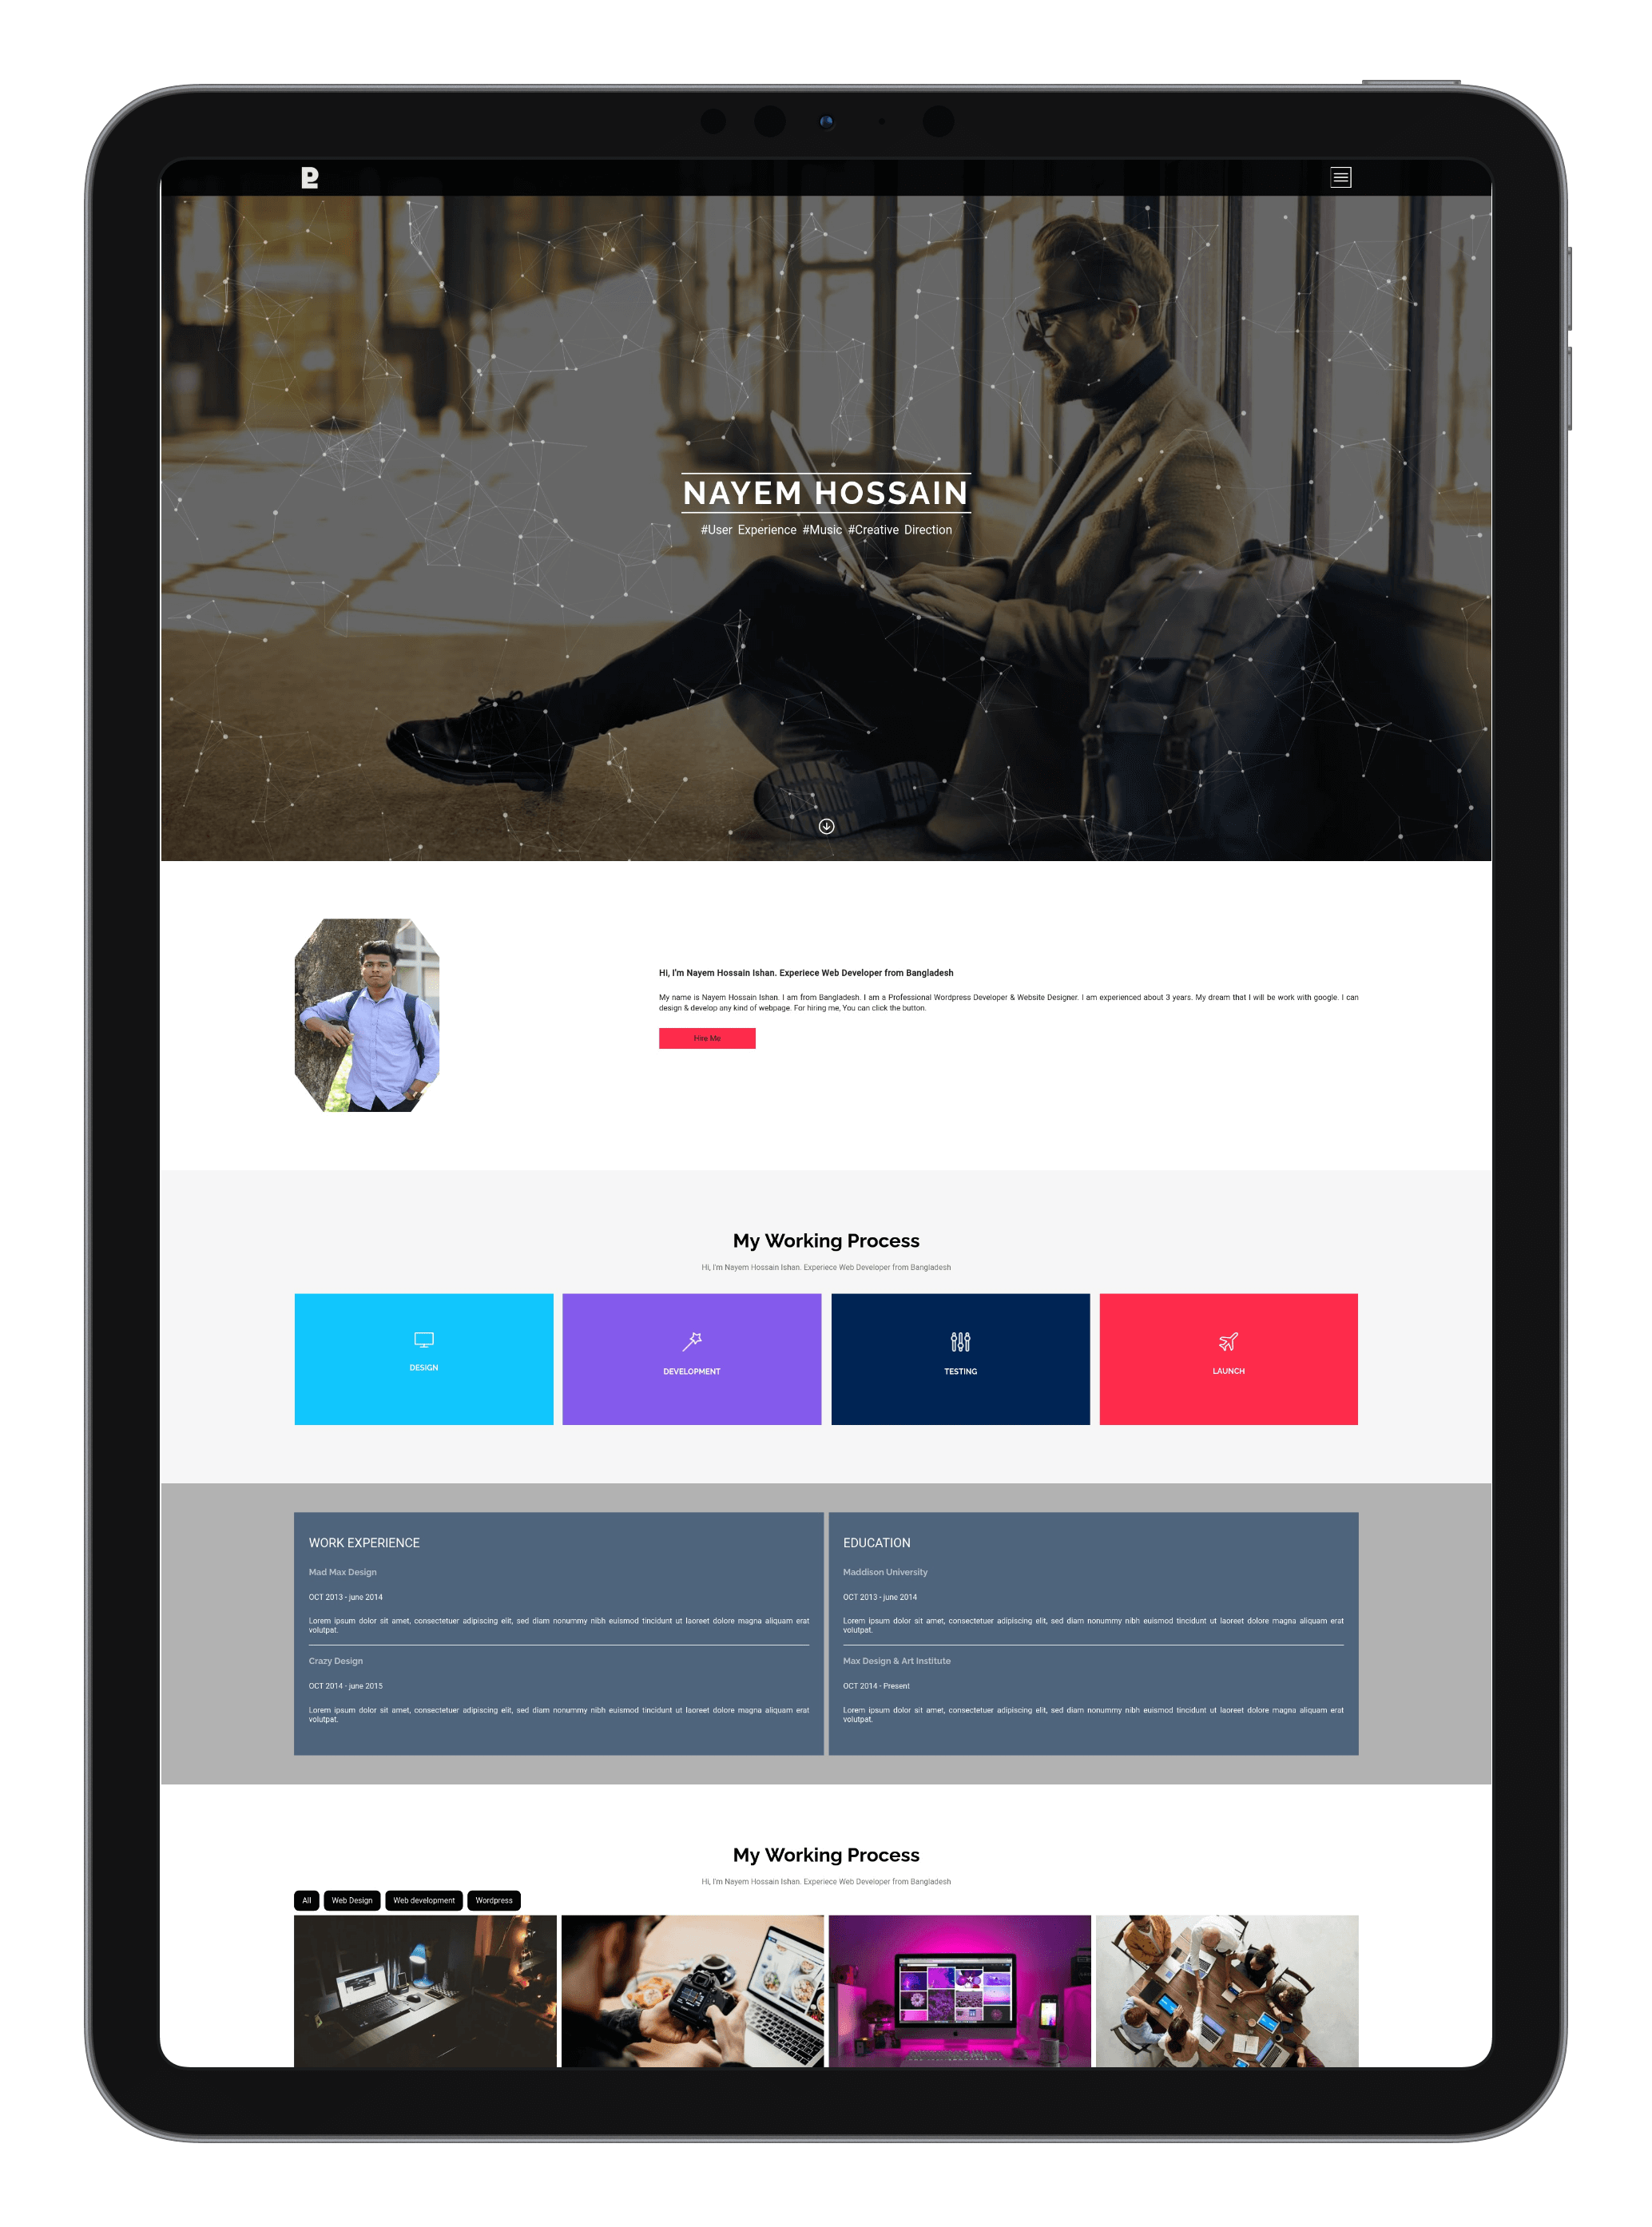 NAYEM HOSSAIN
#User Experience #Music #Creative Direction
Hi, I'm Nayem Hossain Ishan. Experiece Web Developer from Bangladesh
My name is Nayem Hossain Ishan. I am from Bangladesh. I am a Professional Wordpress Developer & Website Designer. I am experienced about 3 years. My dream that I will be work with google. I can
design & develop any kind of webpage. For hiring me, You can click the button.
Hire Me
My Working Process
Hi, I'm Nayem Hossain Ishan. Experiece Web Developer from Bangladesh
DESIGN
DEVELOPMENT
TESTING
LAUNCH
WORK EXPERIENCE
Mad Max Design
OCT 2013 - june 2014
Lorem ipsum dolor sit amet, consectetuer adipiscing elit, sed diam nonummy nibh euismod tincidunt ut laoreet dolore magna aliquam erat
volutpat.
Crazy Design
OCT 2014 - june 2015
Lorem ipsum dolor sit amet, consectetuer adipiscing elit, sed diam nonummy nibh euismod tincidunt ut laoreet dolore magna aliquam erat
volutpat.
EDUCATION
Maddison University
OCT 2013 - june 2014
Lorem ipsum dolor sit amet, consectetuer adipiscing elit, sed diam nonummy nibh euismod tincidunt ut laoreet dolore magna aliquam erat
volutpat.
Max Design & Art Institute
OCT 2014 - Present
Lorem ipsum dolor sit amet, consectetuer adipiscing elit, sed diam nonummy nibh euismod tincidunt ut laoreet dolore magna aliquam erat
volutpat.
My Working Process
Hi, I'm Nayem Hossain Ishan. Experiece Web Developer from Bangladesh
All
Web Design
Web development
Wordpress